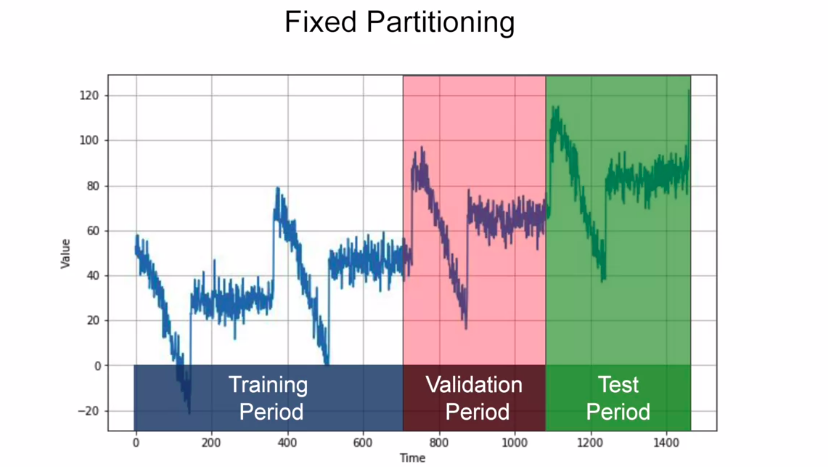 Fixed Partitioning
120
100
80
60
40
20
0
−20
Value
Training
Period
Validation
Period
Test
Period
0 200 400 600 800 1000 1200 1400
Time